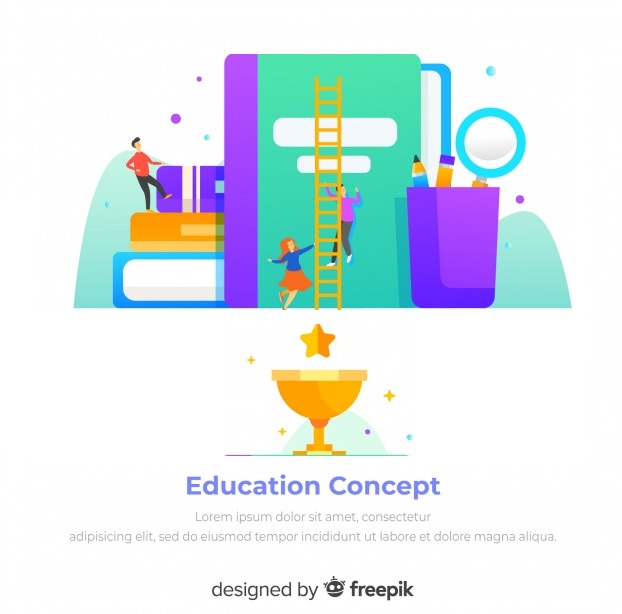 Education Concept
Lorem ipsum dolor sit amet, consectetur
adipisicing elit, sed do eiusmod tempor incididunt ut labore et dolore magna aliqua.
designed by freepik